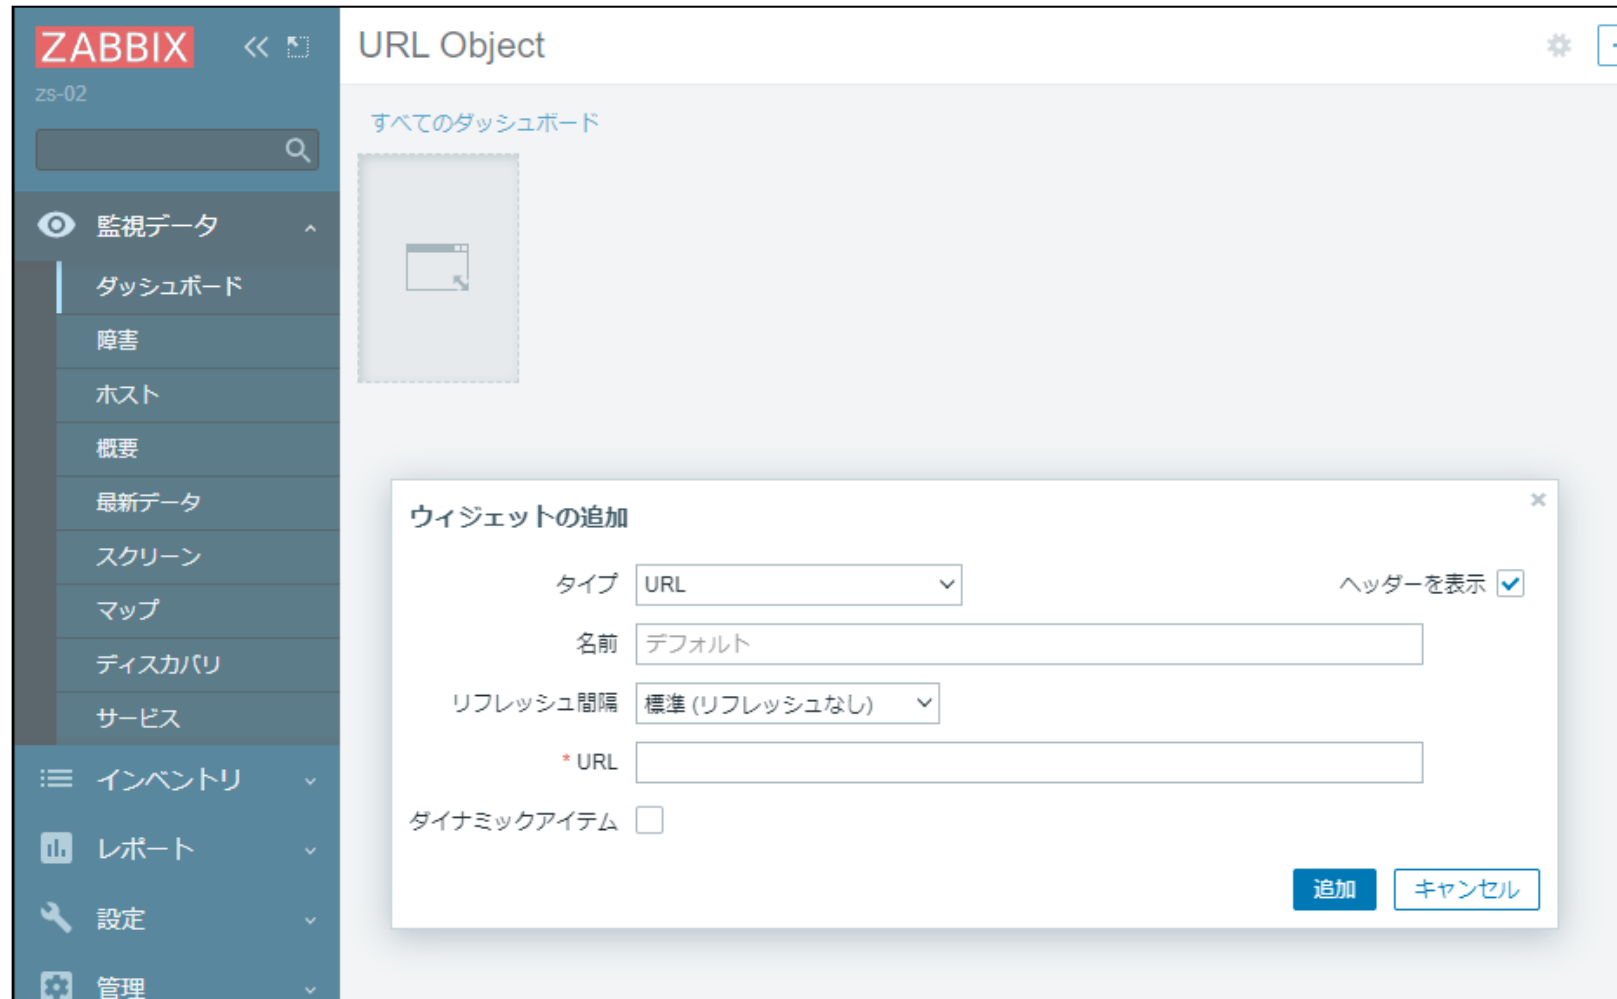 ZABBIX
zs-02
監視データ
ダッシュボード
障害
ホスト
概要
最新データ
スクリーン
マップ
ディスカバリ
サービス
インベントリ
レポート
設定
管理
URL Object
すべてのダッシュボード
ウィジェットの追加
タイプ URL ヘッダーを表示
名前 デフォルト
リフレッシュ間隔 標準 (リフレッシュなし)
* URL
ダイナミックアイテム
追加 キャンセル